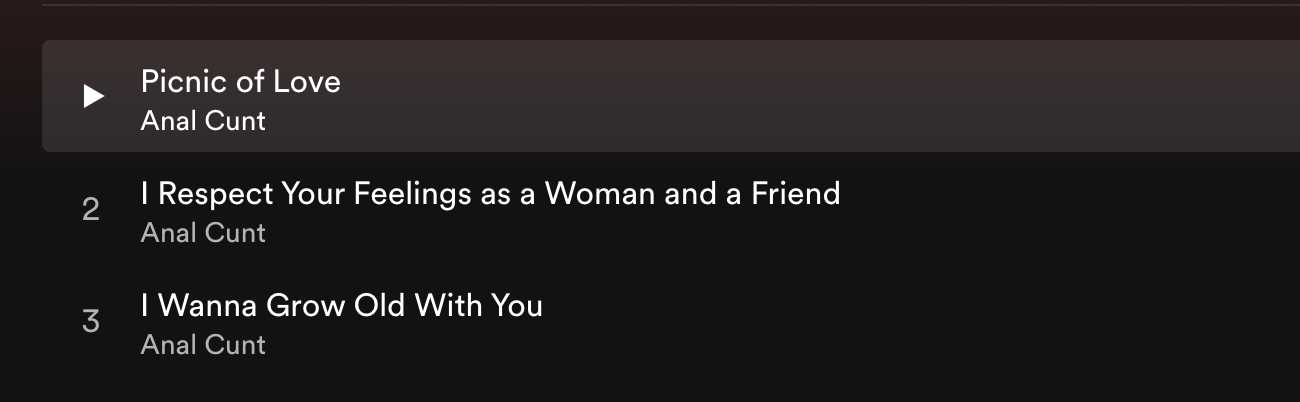 Picnic of Love
Anal Cunt
2
I Respect Your Feelings as a Woman and a Friend
Anal Cunt
3
I Wanna Grow Old With You
Anal Cunt